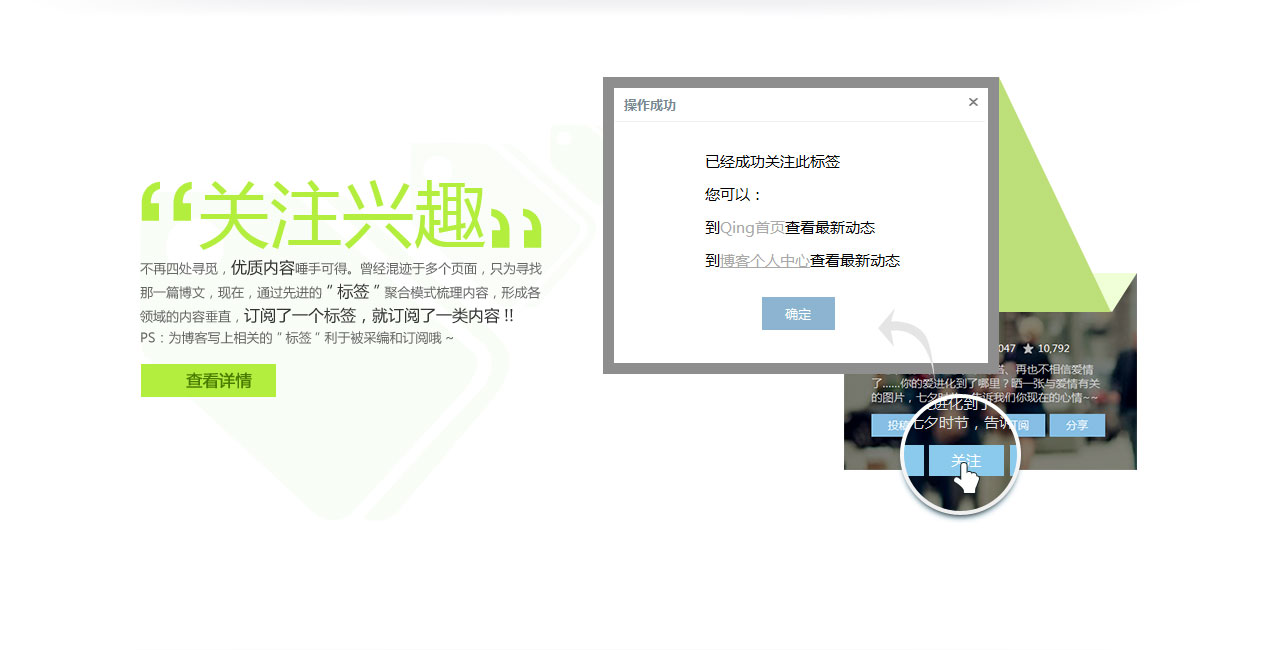 “关注兴趣”
不再四处寻觅，优质内容唾手可得。曾经混迹于多个页面，只为寻找
那一篇博文，现在，通过先进的“标签”聚合模式梳理内容，形成各
领域的内容垂直，订阅了一个标签，就订阅了一类内容!!
PS：为博客写上相关的“标签”利于被采编和订阅哦~
查看详情
操作成功
×
已经成功关注此标签
您可以：
到Qing首页查看最新动态
到博客个人中心查看最新动态
确定
047 ★ 10,792
、再也不相信爱情
了......你的爱进化到了哪里？晒一张与爱情有关
的图片，七夕时节，告诉我们你现在的心情~~
投稿
阅
分享
进化到了
七夕时节，告诉
关注